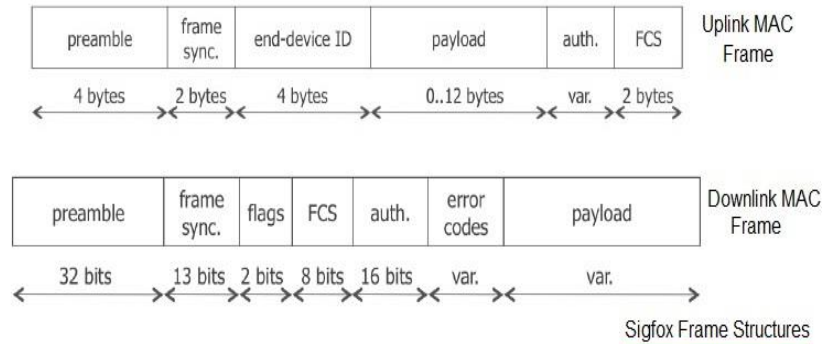 preamble
frame sync.
end-device ID
payload
auth.
FCS
Uplink MAC
Frame
4 bytes
2 bytes
4 bytes
0..12 bytes
var.
2 bytes
preamble
frame sync.
flags
FCS
auth.
error codes
payload
Downlink MAC
Frame
32 bits
13 bits
2 bits
8 bits
16 bits
var.
var.
Sigfox Frame Structures